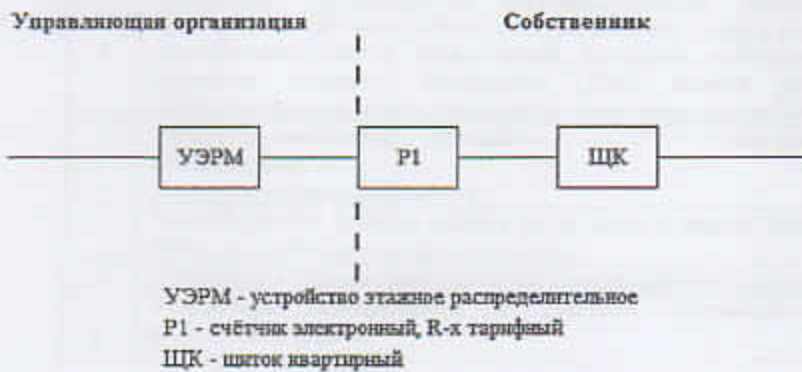 Управляющая организация Собственник
УЭРМ Р1 ЩК
УЭРМ - устройство этажное распределительное
Р1 - счётчик электронный, R-х тарифный
ЩК - щиток квартирный